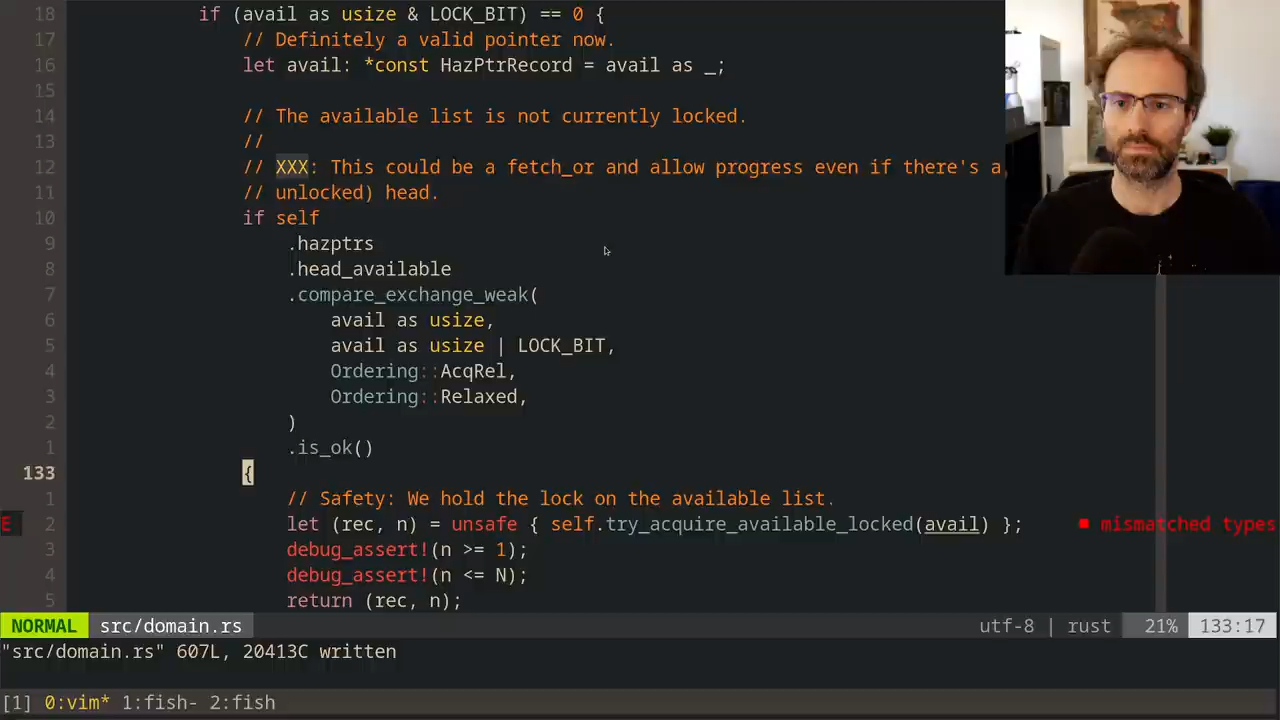 18 if (avail as usize & LOCK_BIT) == 0 {
17 // Definitely a valid pointer now.
16 let avail: *const HazPtrRecord = avail as _;
15
14 // The available list is not currently locked.
13 //
12 // XXX: This could be a fetch_or and allow progress even if there's a
11 // unlocked) head.
10 if self
9 .hazptrs
8 .head_available
7 .compare_exchange_weak(
6 avail as usize,
5 avail as usize | LOCK_BIT,
4 Ordering::AcqRel,
3 Ordering::Relaxed,
2 )
1 .is_ok()
133 {
1 // Safety: We hold the lock on the available list.
E 2 let (rec, n) = unsafe { self.try_acquire_available_locked(avail) }; ■ mismatched types
3 debug_assert!(n >= 1);
4 debug_assert!(n <= N);
5 return (rec, n);
NORMAL src/domain.rs utf-8 | rust 21% 133:17
"src/domain.rs" 607L, 20413C written
[1] 0:vim* 1:fish- 2:fish